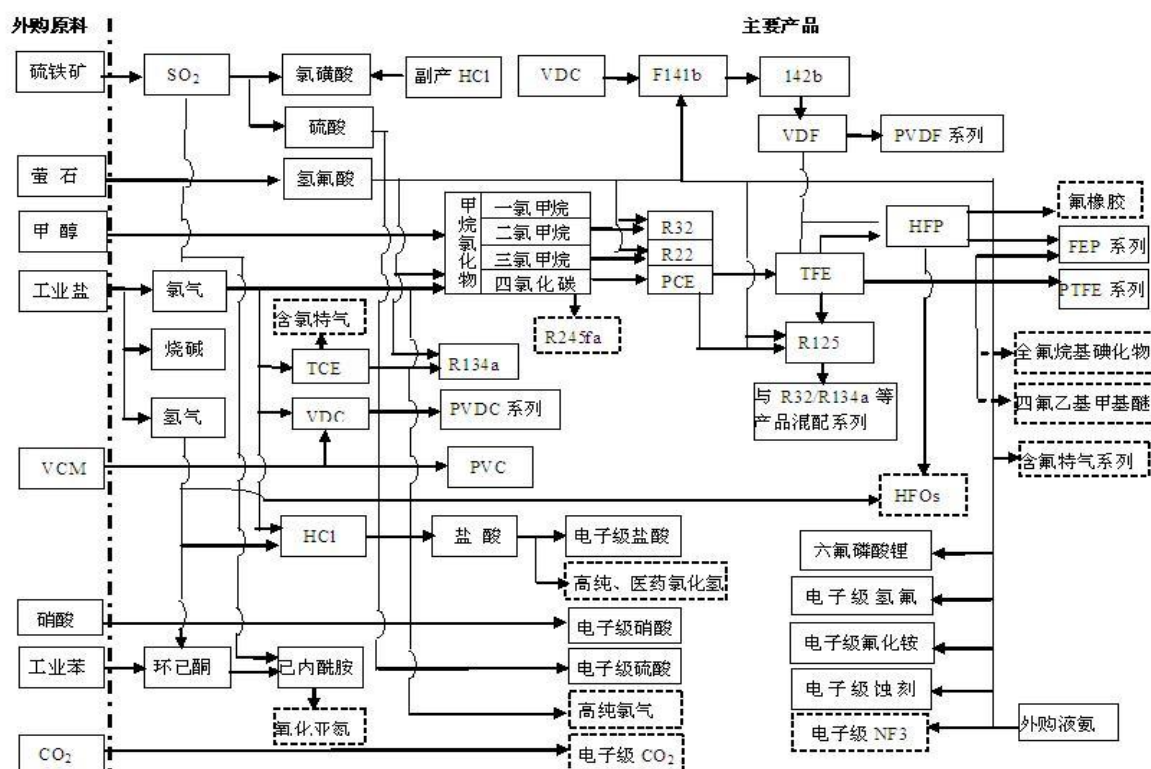 外购原料
主要产品
硫铁矿
SO₂
氯磺酸
副产 HCl
VDC
F141b
142b
硫酸
VDF
PVDF 系列
萤 石
氢氟酸
甲 醇
甲烷氯化物
一氯甲烷
二氯甲烷
三氯甲烷
四氯化碳
R32
R22
PCE
HFP
氟橡胶
FEP 系列
TFE
PTFE 系列
工业盐
氯气
含氯特气
R245fa
R125
全氟烷基碘化物
烧碱
TCE
R134a
与 R32/R134a 等
产品混配系列
四氟乙基甲基醚
氢气
VDC
PVDC 系列
VCM
PVC
含氟特气系列
HFOs
HCl
盐 酸
电子级盐酸
六氟磷酸锂
高纯、医药氯化氢
电子级氢氟
硝酸
电子级硝酸
电子级氟化铵
工业苯
环己酮
己内酰胺
电子级硫酸
电子级蚀刻
氧化亚氮
高纯氯气
电子级 NF3
外购液氨
CO₂
电子级 CO₂